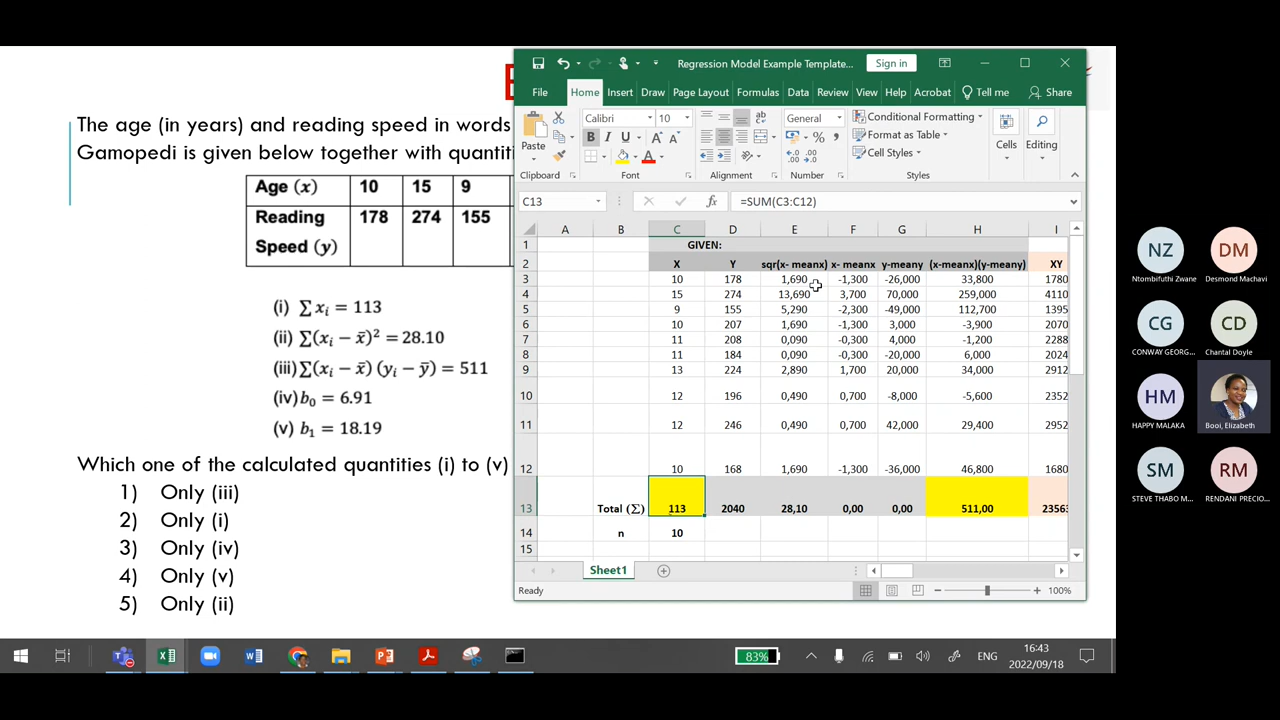 The age (in years) and reading speed in words
Gamopedi is given below together with quantiti
Age (x) 10 15 9
Reading Speed (y) 178 274 155
(i) ∑ xᵢ = 113
(ii) ∑(xᵢ − x̄)² = 28.10
(iii) ∑(xᵢ − x̄) (yᵢ − ȳ) = 511
(iv) b₀ = 6.91
(v) b₁ = 18.19
Which one of the calculated quantities (i) to (v)
1) Only (iii)
2) Only (i)
3) Only (iv)
4) Only (v)
5) Only (ii)
Regression Model Example Template...
Sign in
File Home Insert Draw Page Layout Formulas Data Review View Help Acrobat Tell me Share
Paste
Calibri 10
B I U
General
Conditional Formatting
Format as Table
Cell Styles
Cells
Editing
Clipboard Font Alignment Number Styles
C13 fx =SUM(C3:C12)
A B C D E F G H I
1 GIVEN:
2 X Y sqr(x- meanx) x- meanx y-meany (x-meanx)(y-meany) XY
3 10 178 1,690 -1,300 -26,000 33,800 1780
4 15 274 13,690 3,700 70,000 259,000 4110
5 9 155 5,290 -2,300 -49,000 112,700 1395
6 10 207 1,690 -1,300 3,000 -3,900 2070
7 11 208 0,090 -0,300 4,000 -1,200 2288
8 11 184 0,090 -0,300 -20,000 6,000 2024
9 13 224 2,890 1,700 20,000 34,000 2912
10 12 196 0,490 0,700 -8,000 -5,600 2352
11 12 246 0,490 0,700 42,000 29,400 2952
12 10 168 1,690 -1,300 -36,000 46,800 1680
13 Total (Σ) 113 2040 28,10 0,00 0,00 511,00 23563
14 n 10
15
Sheet1
Ready
100%
NZ
Ntombifuthi Zwane
DM
Desmond Machavi
CG
CONWAY GEORG...
CD
Chantal Doyle
HM
HAPPY MALAKA
Booi, Elizabeth
SM
STEVE THABO M...
RM
RENDANI PRECIO...
83%
ENG
16:43
2022/09/18